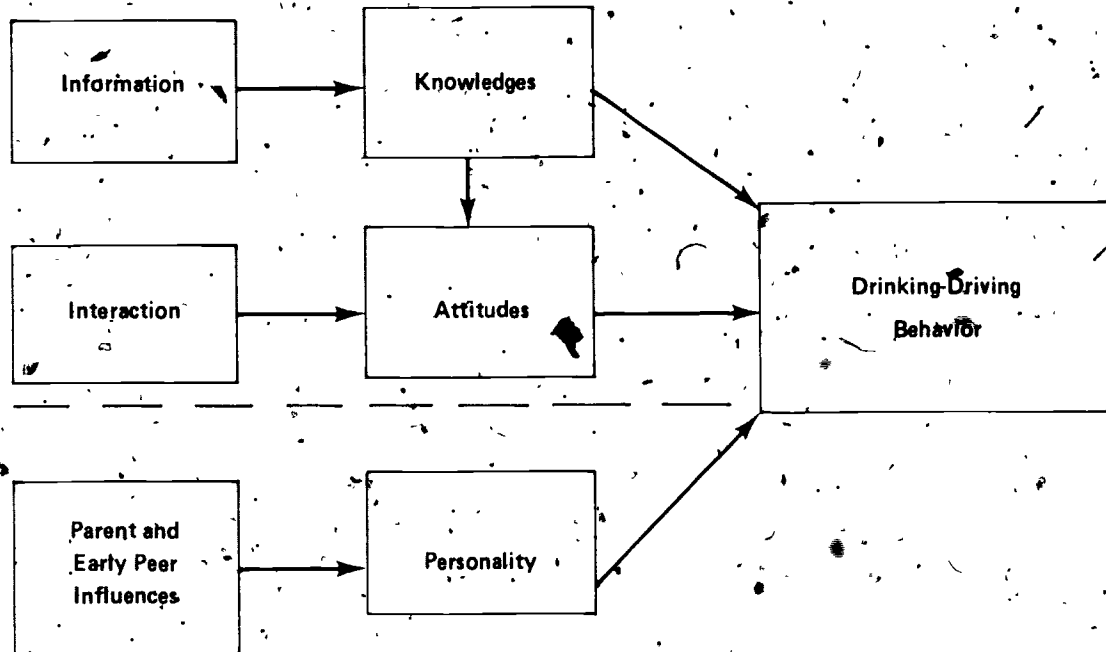 Information
Knowledges
Interaction
Attitudes
Drinking-Driving
Behavior
Parent and
Early Peer
Influences
Personality